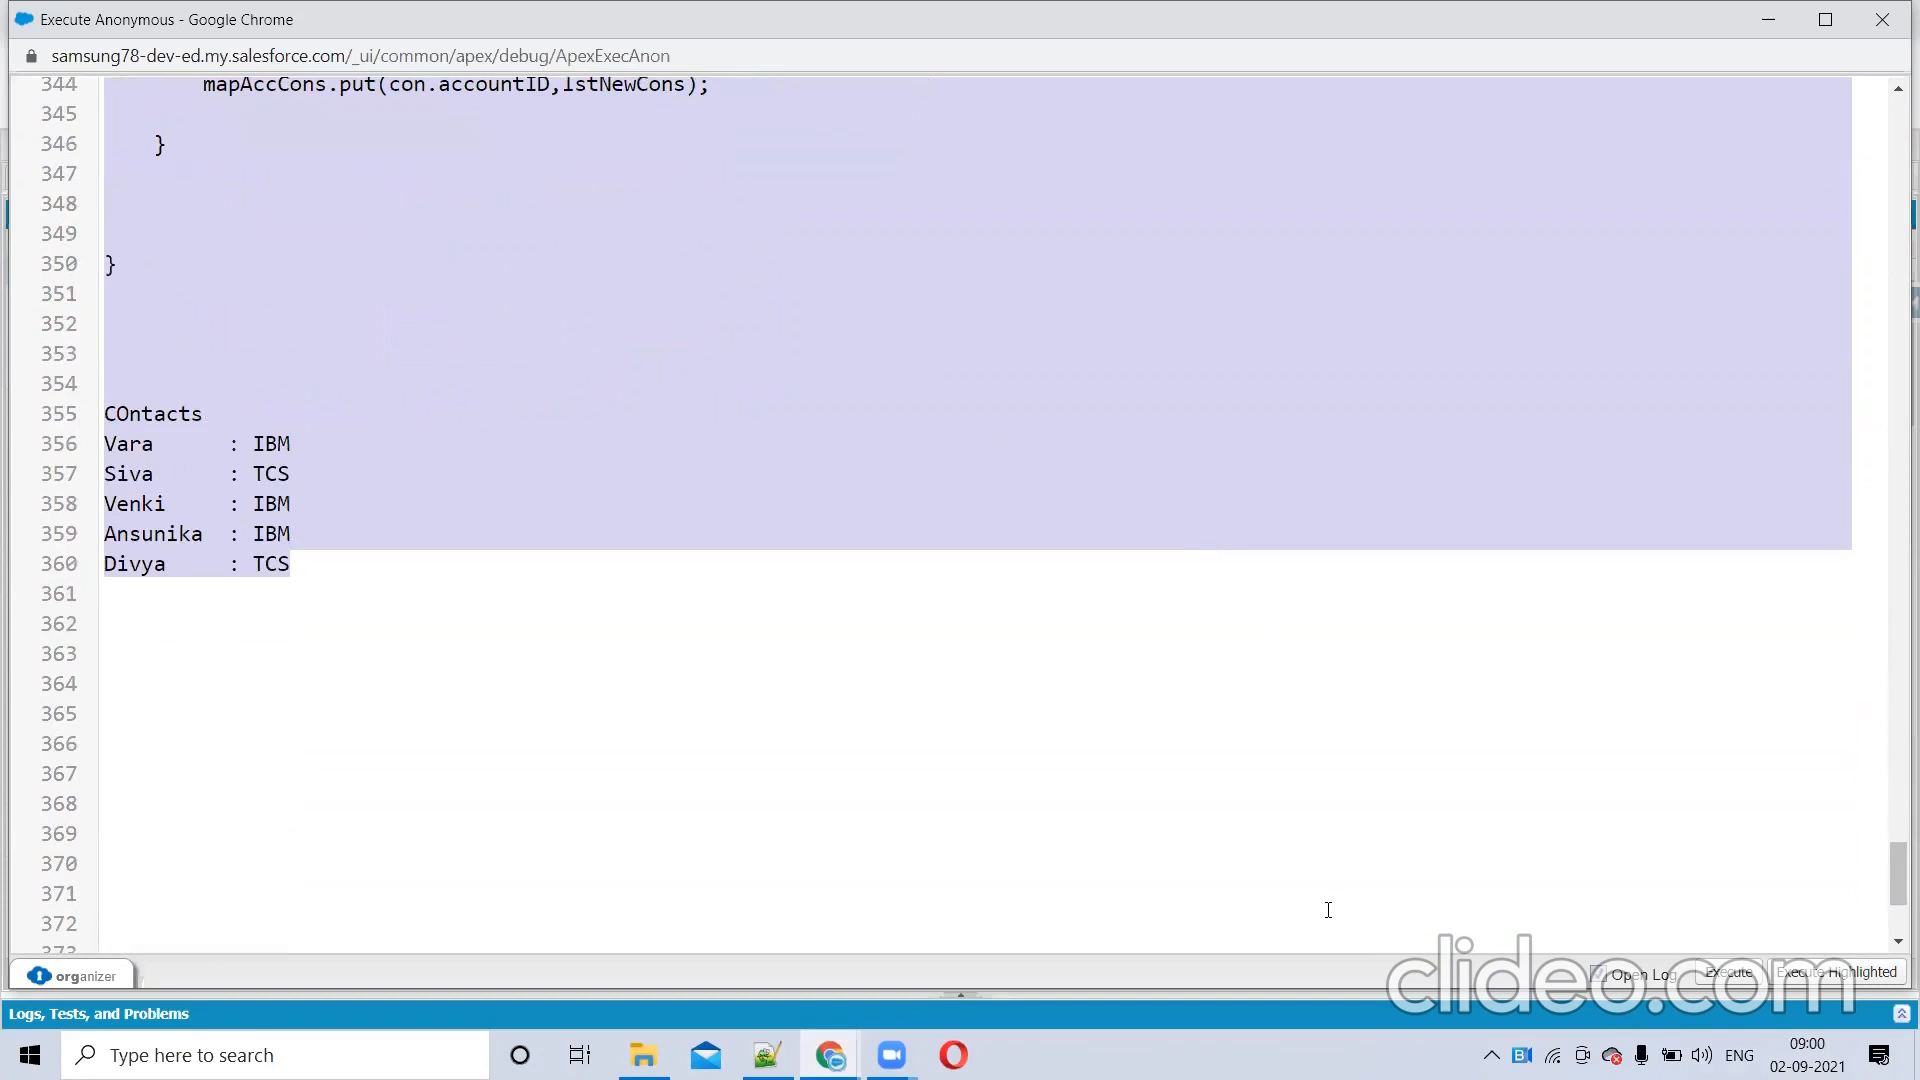 Execute Anonymous - Google Chrome
samsung78-dev-ed.my.salesforce.com/_ui/common/apex/debug/ApexExecAnon
344 mapAccCons.put(con.accountID,lstNewCons);
345
346 }
347
348
349
350 }
351
352
353
354
355 COntacts
356 Vara : IBM
357 Siva : TCS
358 Venki : IBM
359 Ansunika : IBM
360 Divya : TCS
361
362
363
364
365
366
367
368
369
370
371
372
373
organizer
Open Log Execute Execute Highlighted
clideo.com
Logs, Tests, and Problems
Type here to search
ENG
09:00
02-09-2021